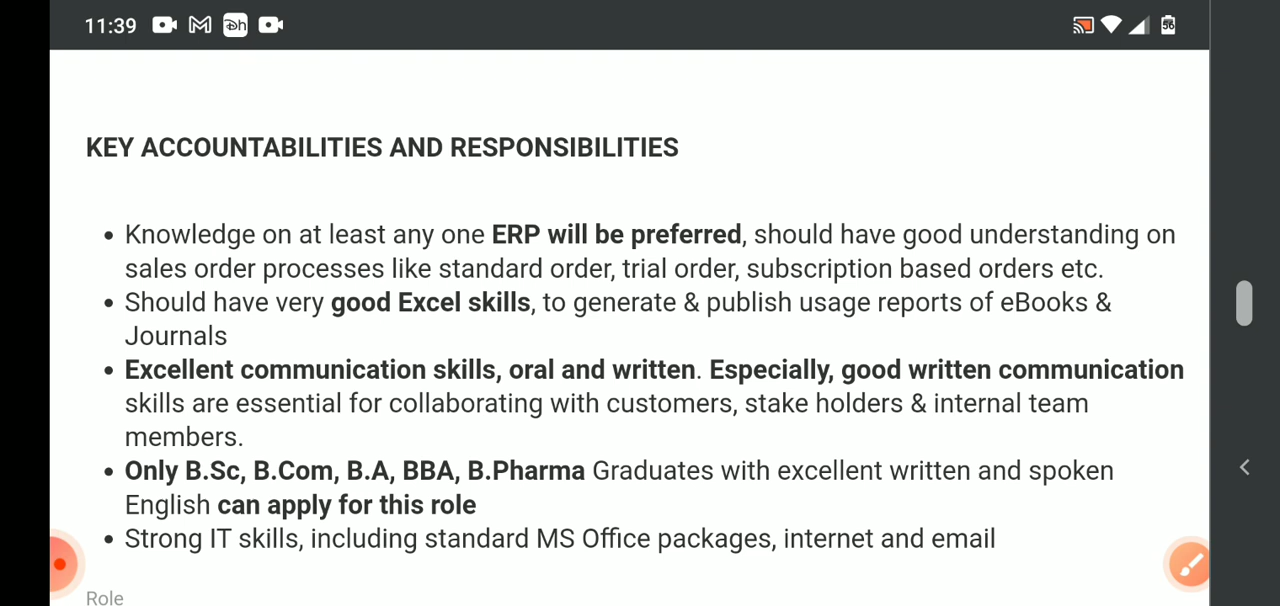 11:39
56
KEY ACCOUNTABILITIES AND RESPONSIBILITIES
• Knowledge on at least any one ERP will be preferred, should have good understanding on
sales order processes like standard order, trial order, subscription based orders etc.
• Should have very good Excel skills, to generate & publish usage reports of eBooks &
Journals
• Excellent communication skills, oral and written. Especially, good written communication
skills are essential for collaborating with customers, stake holders & internal team
members.
• Only B.Sc, B.Com, B.A, BBA, B.Pharma Graduates with excellent written and spoken
English can apply for this role
• Strong IT skills, including standard MS Office packages, internet and email
Role